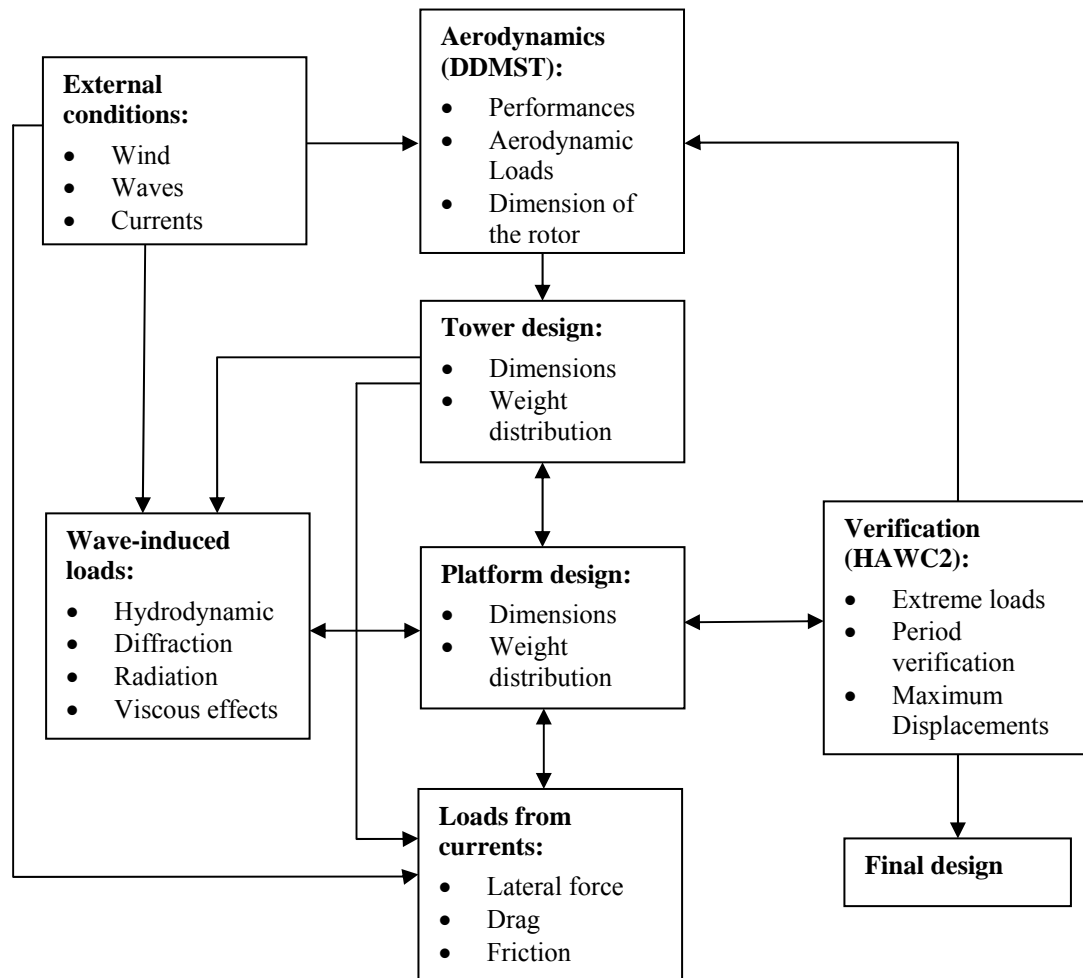 External
conditions:
• Wind
• Waves
• Currents
Aerodynamics
(DDMST):
• Performances
• Aerodynamic
Loads
• Dimension of
the rotor
Tower design:
• Dimensions
• Weight
distribution
Wave-induced
loads:
• Hydrodynamic
• Diffraction
• Radiation
• Viscous effects
Platform design:
• Dimensions
• Weight
distribution
Verification
(HAWC2):
• Extreme loads
• Period
verification
• Maximum
Displacements
Loads from
currents:
• Lateral force
• Drag
• Friction
Final design